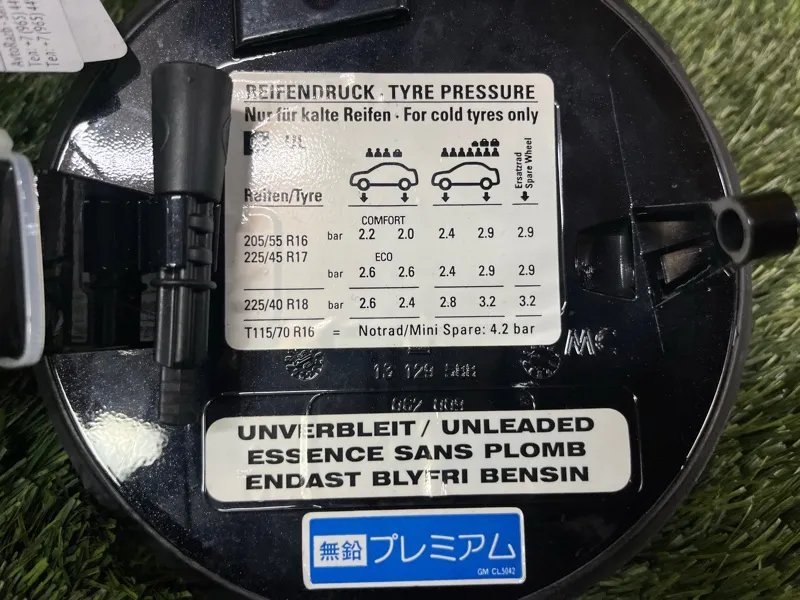 REIFENDRUCK · TYRE PRESSURE
Nur für kalte Reifen · For cold tyres only
Reifen/Tyre
Ersatzrad
Spare Wheel
COMFORT
205/55 R16 bar 2.2 2.0 2.4 2.9 2.9
225/45 R17 ECO
bar 2.6 2.6 2.4 2.9 2.9
225/40 R18 bar 2.6 2.4 2.8 3.2 3.2
T115/70 R16 = Notrad/Mini Spare: 4.2 bar
13 129 588
UNVERBLEIT / UNLEADED
ESSENCE SANS PLOMB
ENDAST BLYFRI BENSIN
無鉛プレミアム
GM CL5042